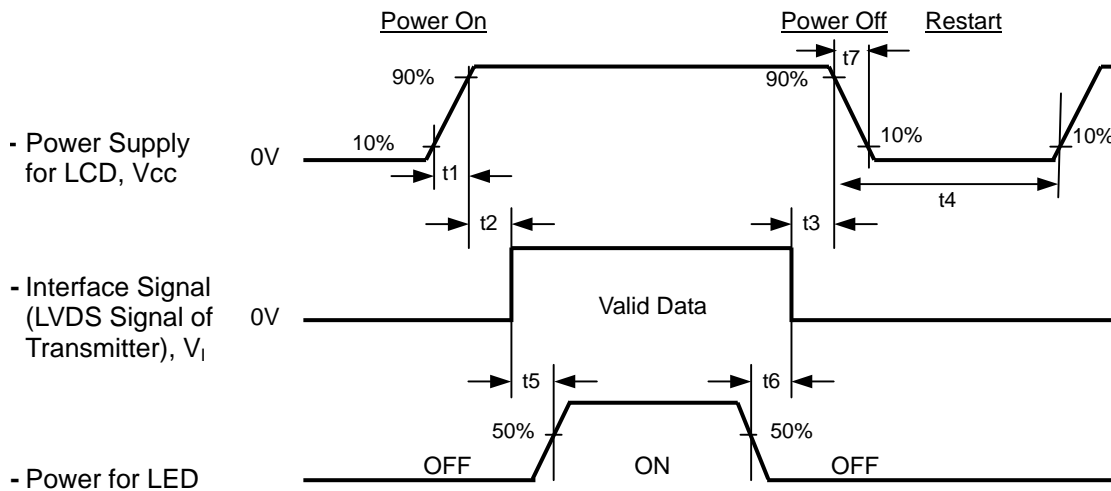 Power On
Power Off
Restart
t7
90%
90%
- Power Supply
for LCD, Vcc
0V
10%
10%
10%
t1
t4
t2
t3
- Interface Signal
(LVDS Signal of
Transmitter), VI
0V
Valid Data
t5
t6
50%
50%
- Power for LED
OFF
ON
OFF